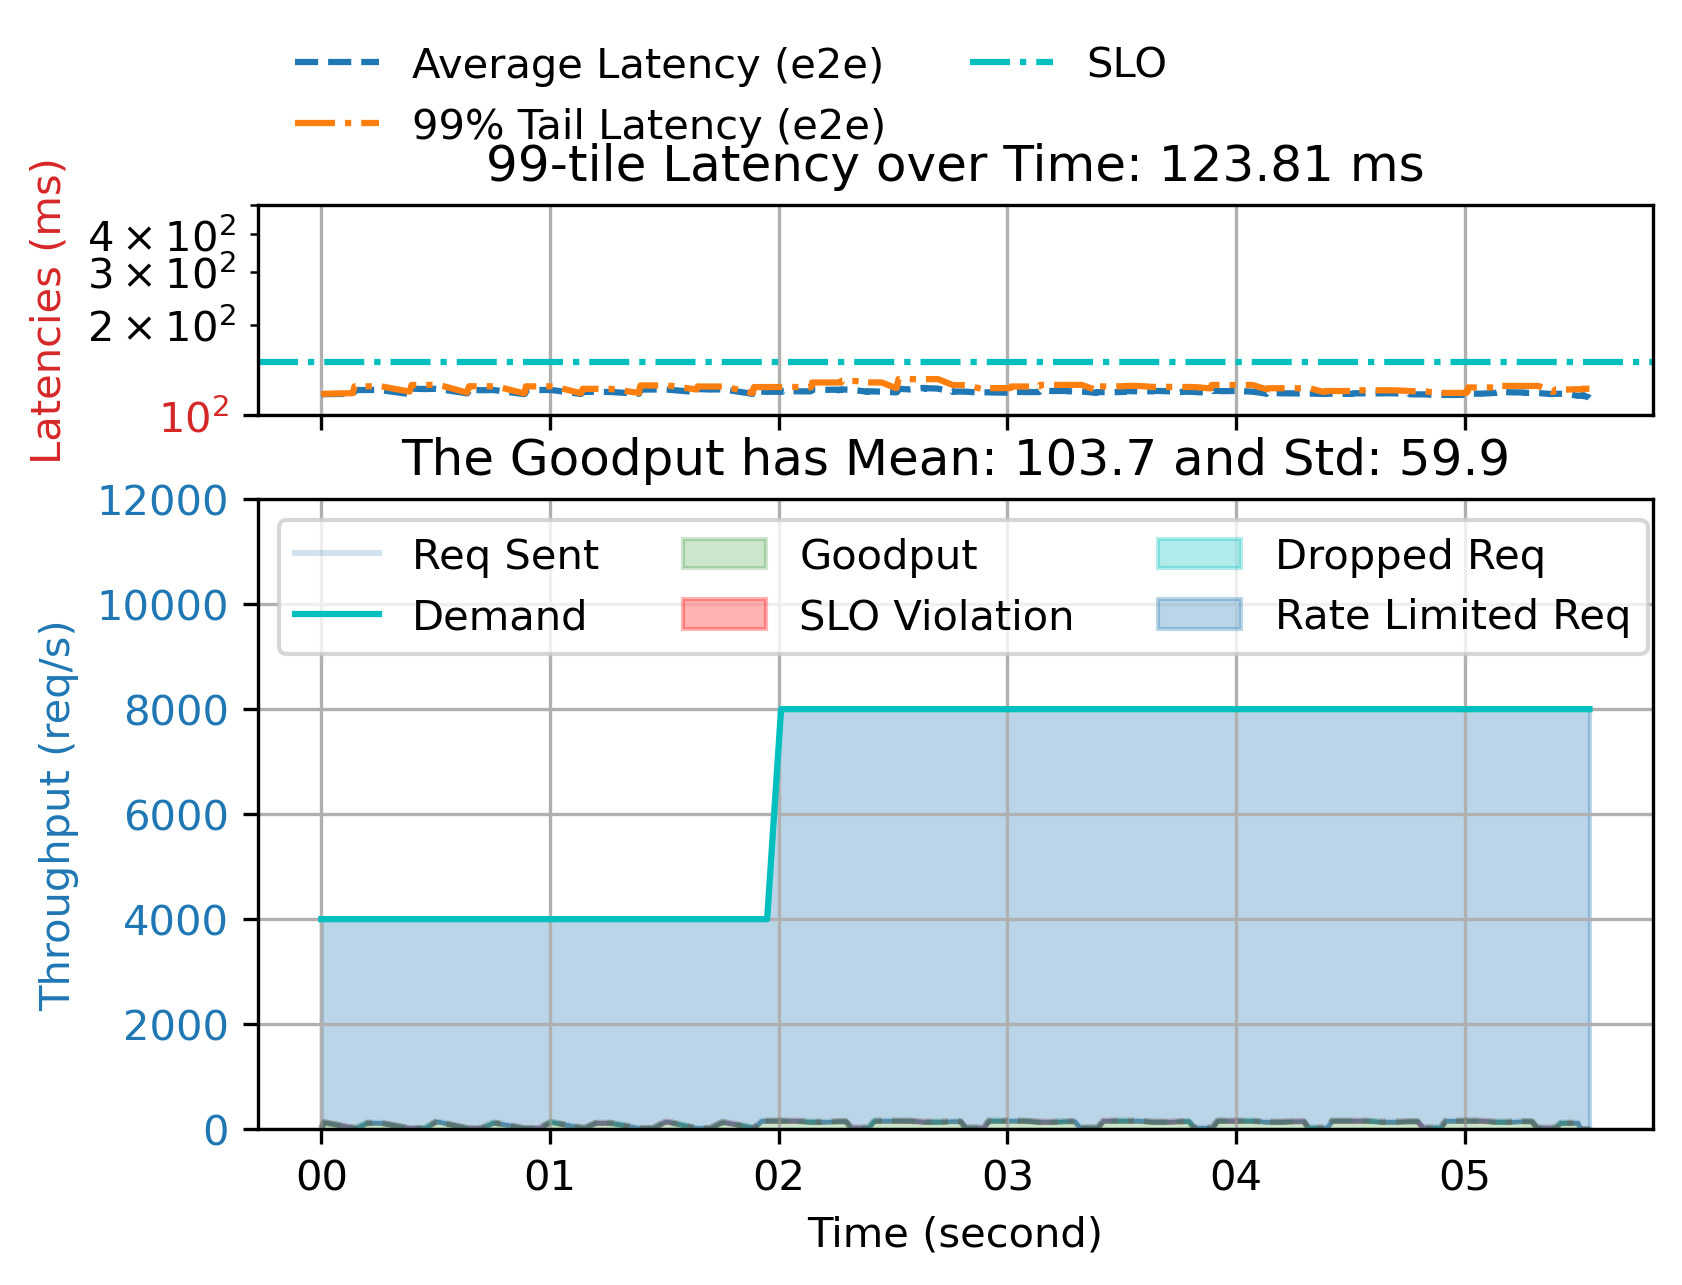 Average Latency (e2e) SLO
99% Tail Latency (e2e)
99-tile Latency over Time: 123.81 ms
Latencies (ms)
4 × 10²
3 × 10²
2 × 10²
10²
The Goodput has Mean: 103.7 and Std: 59.9
Throughput (req/s)
12000
10000
8000
6000
4000
2000
0
Req Sent Goodput Dropped Req
Demand SLO Violation Rate Limited Req
00 01 02 03 04 05
Time (second)